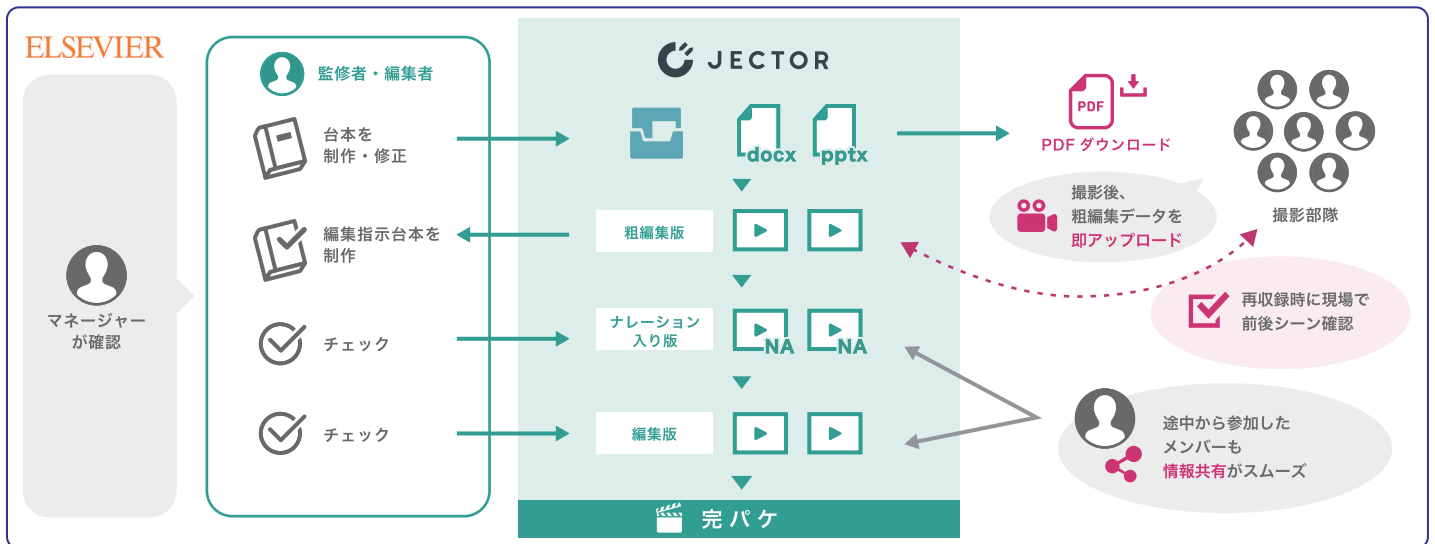 ELSEVIER
マネージャー
が確認
監修者・編集者
台本を
制作・修正
編集指示台本を
制作
チェック
チェック
JECTOR
docx
pptx
粗編集版
ナレーション
入り版
NA
NA
編集版
完パケ
PDF
PDF ダウンロード
撮影後、
粗編集データを
即アップロード
撮影部隊
再収録時に現場で
前後シーン確認
途中から参加した
メンバーも
情報共有がスムーズ